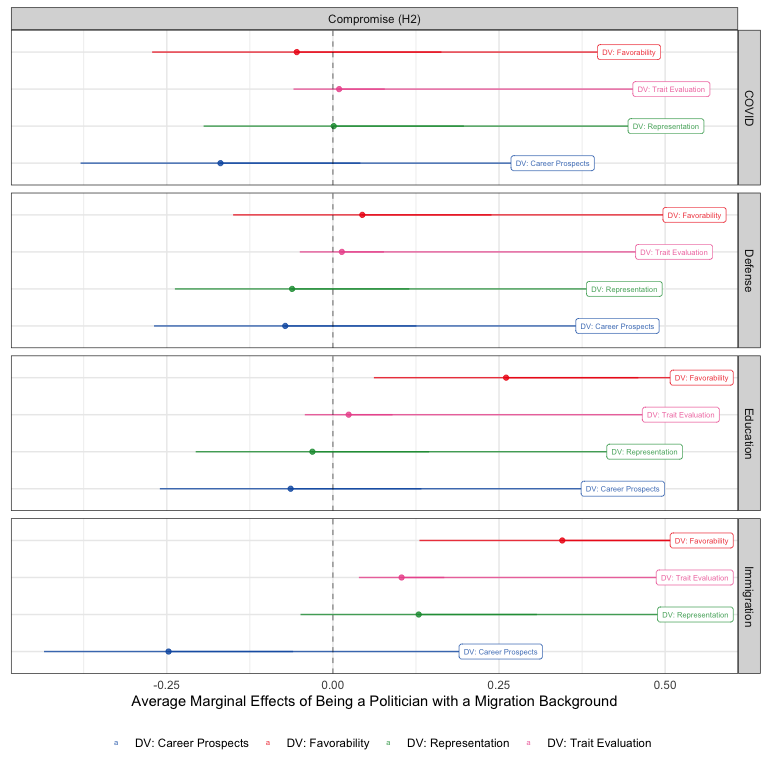 Compromise (H2)
DV: Favorability
DV: Trait Evaluation
DV: Representation
DV: Career Prospects
COVID
DV: Favorability
DV: Trait Evaluation
DV: Representation
DV: Career Prospects
Defense
DV: Favorability
DV: Trait Evaluation
DV: Representation
DV: Career Prospects
Education
DV: Favorability
DV: Trait Evaluation
DV: Representation
DV: Career Prospects
Immigration
-0.25 0.00 0.25 0.50
Average Marginal Effects of Being a Politician with a Migration Background
a DV: Career Prospects a DV: Favorability a DV: Representation a DV: Trait Evaluation